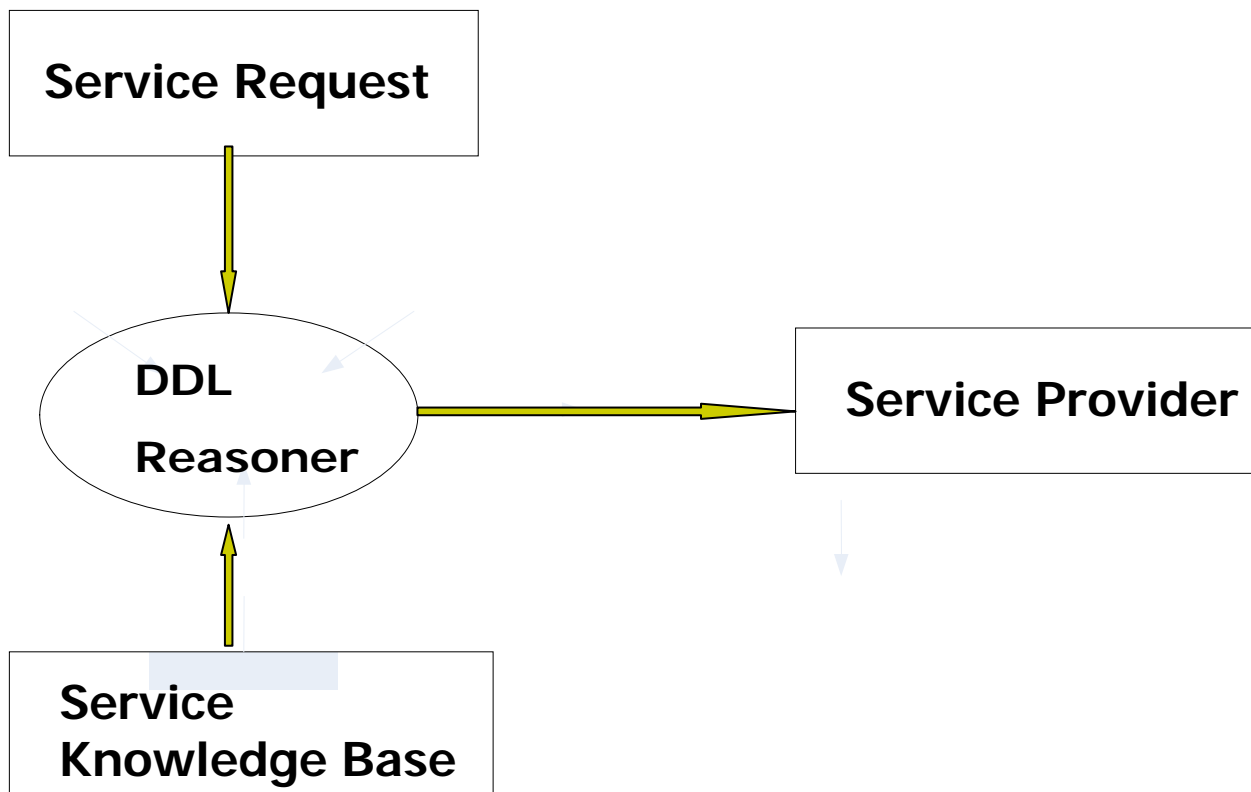 Service Request
DDL
Reasoner
Service Provider
Service
Knowledge Base